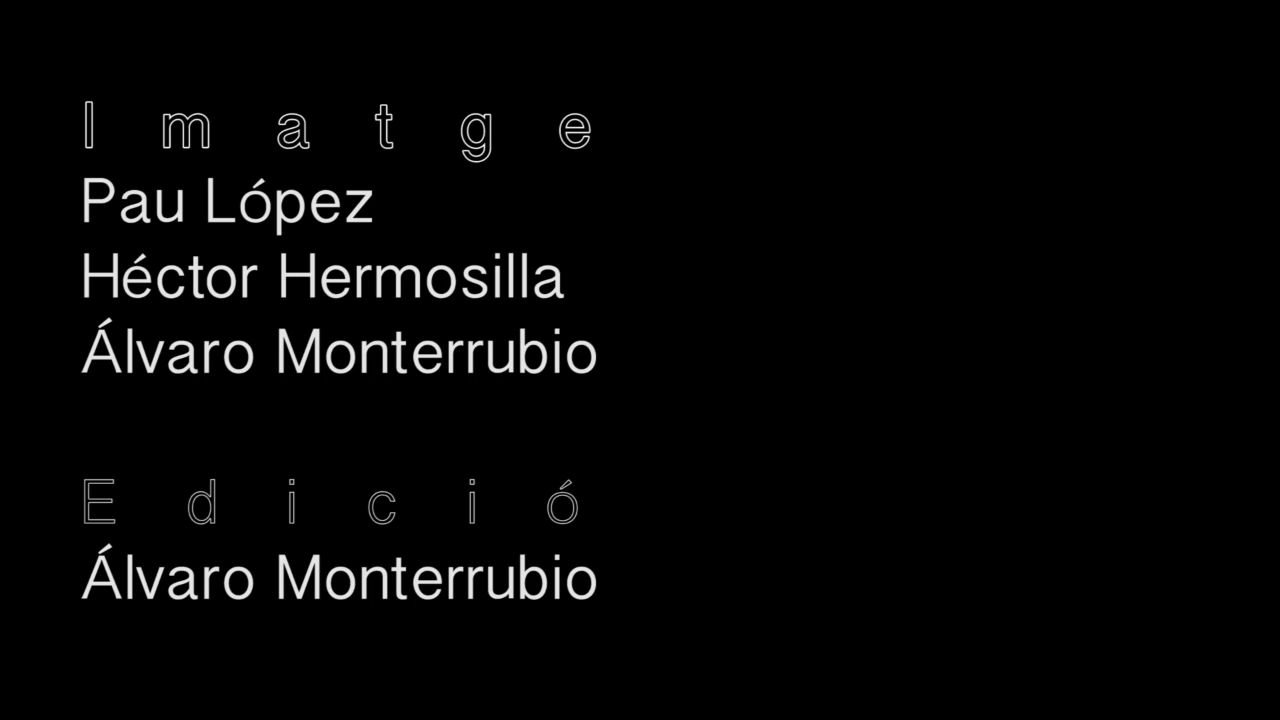 Imatge
Pau López
Héctor Hermosilla
Álvaro Monterrubio
Edició
Álvaro Monterrubio